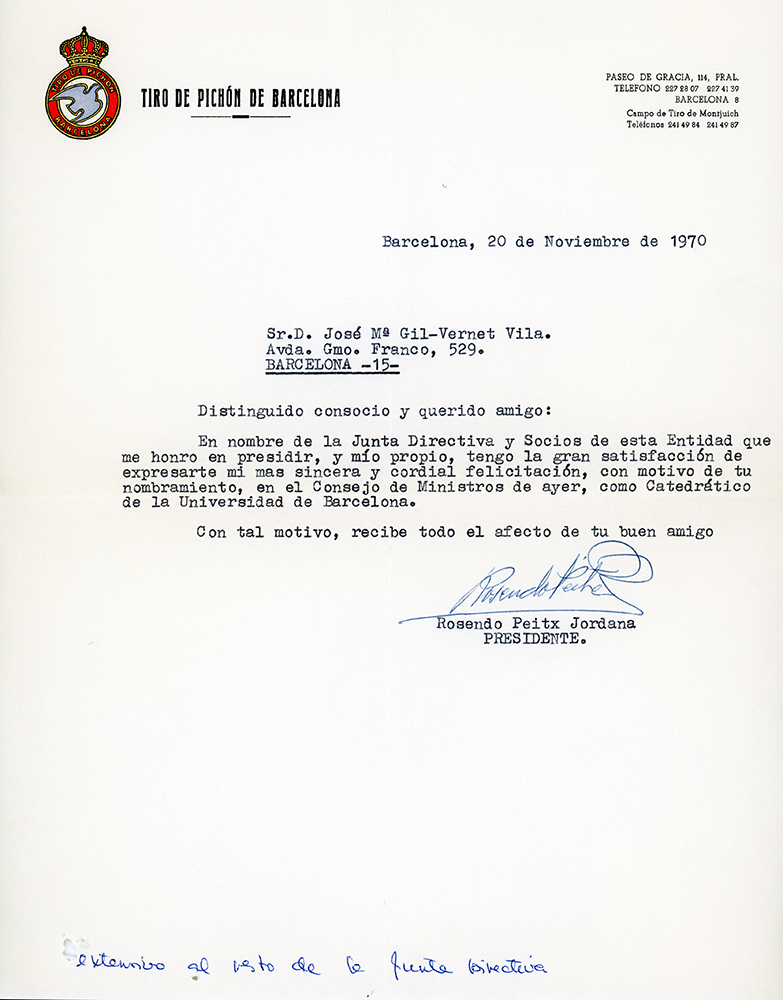 TIRO DE PICHÓN
BARCELONA
TIRO DE PICHÓN DE BARCELONA
PASEO DE GRACIA, 114, PRAL.
TELEFONO 227 28 07 227 41 39
BARCELONA 8
Campo de Tiro de Montjuich
Teléfonos 241 49 84 241 49 87
Barcelona, 20 de Noviembre de 1970
Sr.D. José Mª Gil-Vernet Vila.
Avda. Gmo. Franco, 529.
BARCELONA -15-
Distinguido consocio y querido amigo:
En nombre de la Junta Directiva y Socios de esta Entidad que
me honro en presidir, y mío propio, tengo la gran satisfacción de
expresarte mi mas sincera y cordial felicitación, con motivo de tu
nombramiento, en el Consejo de Ministros de ayer, como Catedrático
de la Universidad de Barcelona.
Con tal motivo, recibe todo el afecto de tu buen amigo
Rosendo Peitx
Rosendo Peitx Jordana
PRESIDENTE.
extensivo al resto de la Junta Directiva